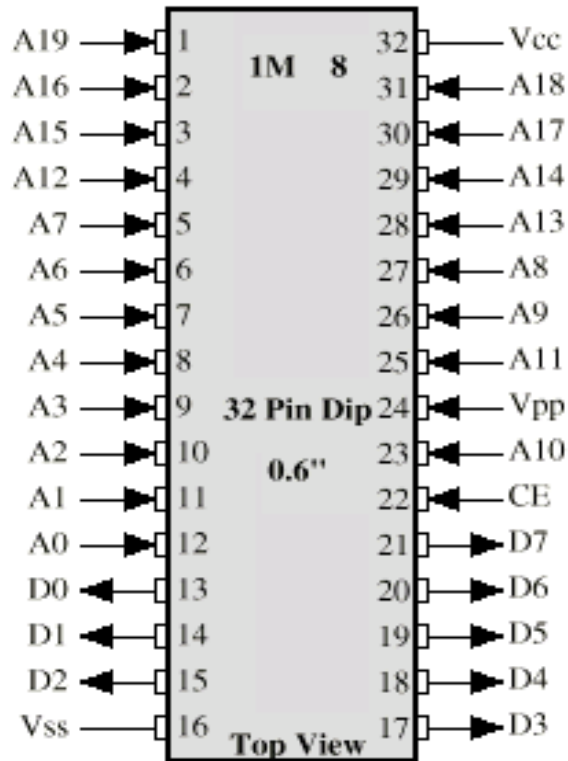 A19 1 32 Vcc
1M 8
A16 2 31 A18
A15 3 30 A17
A12 4 29 A14
A7 5 28 A13
A6 6 27 A8
A5 7 26 A9
A4 8 25 A11
A3 9 32 Pin Dip 24 Vpp
A2 10 23 A10
0.6"
A1 11 22 CE
A0 12 21 D7
D0 13 20 D6
D1 14 19 D5
D2 15 18 D4
Vss 16 17 D3
Top View